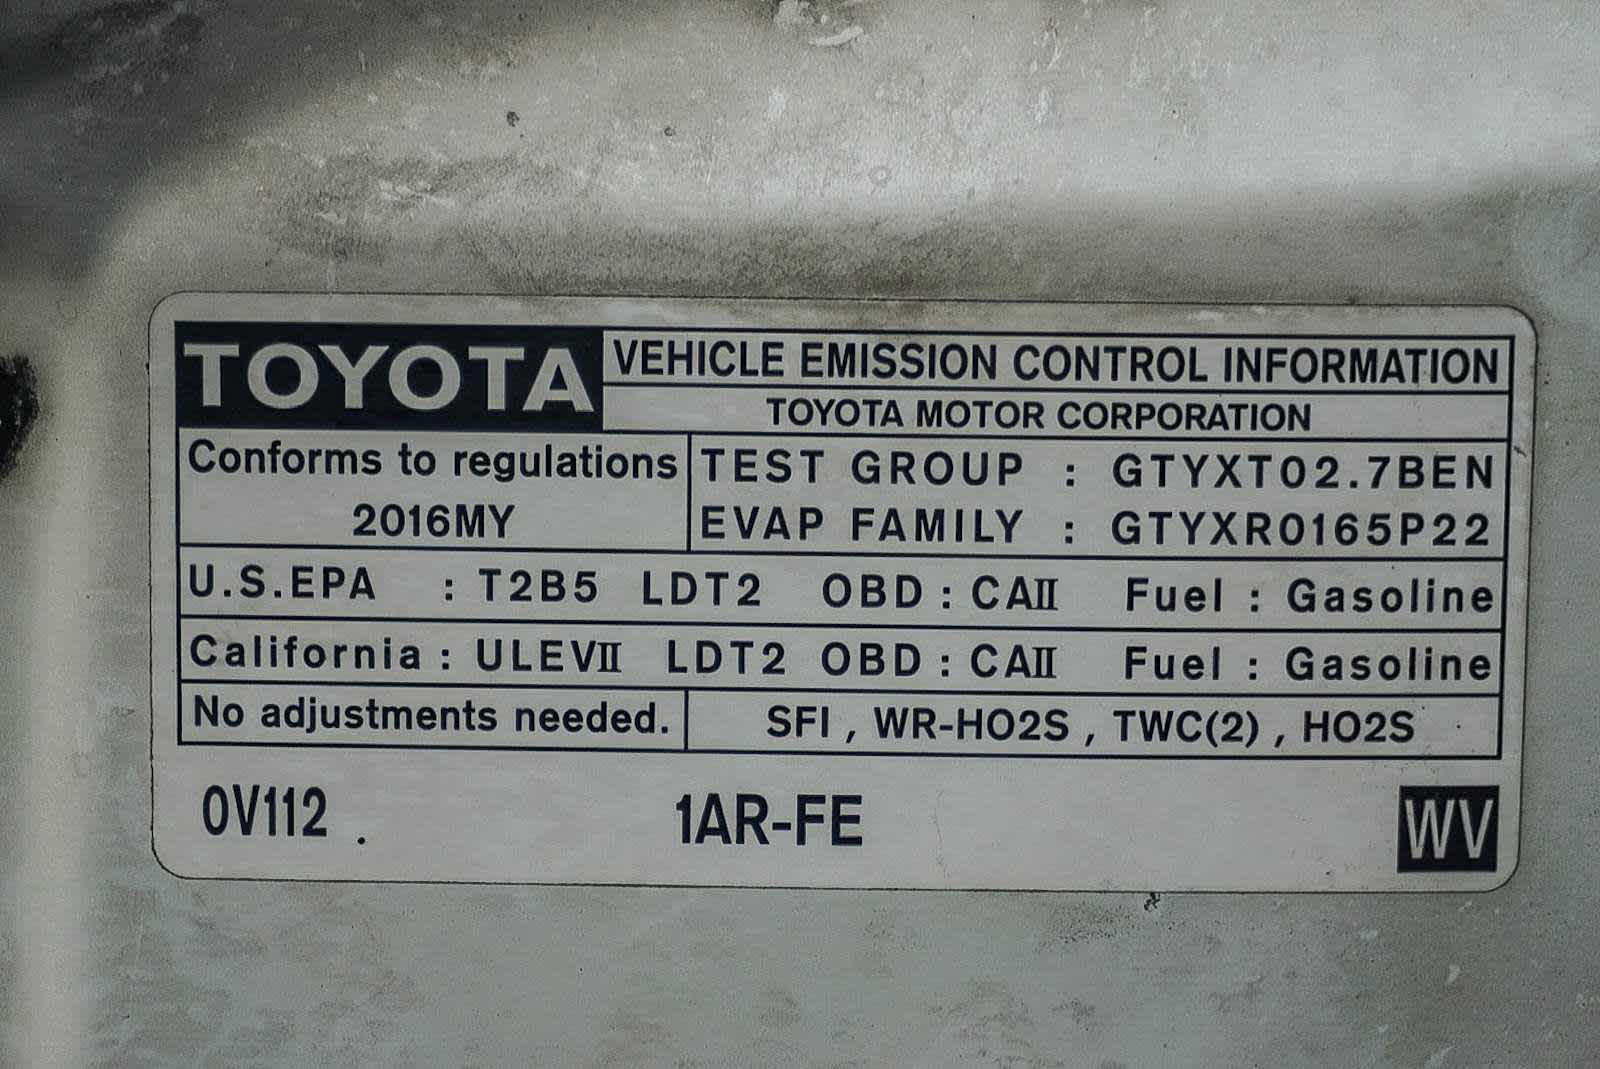 TOYOTA VEHICLE EMISSION CONTROL INFORMATION
TOYOTA MOTOR CORPORATION
Conforms to regulations
2016MY
TEST GROUP : GTYXT02.7BEN
EVAP FAMILY : GTYXR0165P22
U.S.EPA : T2B5 LDT2 OBD : CAII Fuel : Gasoline
California : ULEVII LDT2 OBD : CAII Fuel : Gasoline
No adjustments needed. SFI , WR-HO2S , TWC(2) , HO2S
0V112 . 1AR-FE WV